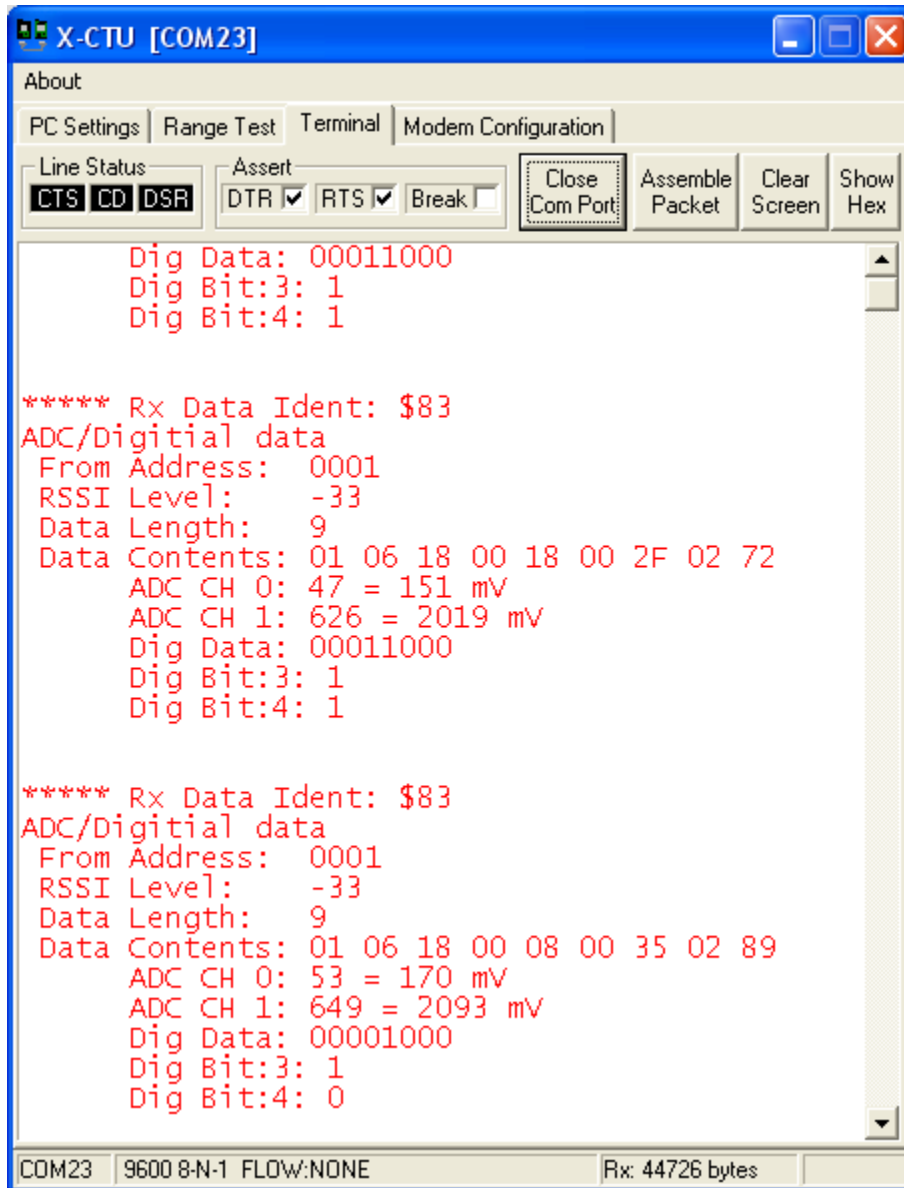 X-CTU [COM23]
About
PC Settings Range Test Terminal Modem Configuration
Line Status Assert
CTS CD DSR DTR RTS Break Close Com Port Assemble Packet Clear Screen Show Hex
Dig Data: 00011000
Dig Bit:3: 1
Dig Bit:4: 1
***** Rx Data Ident: $83
ADC/Digitial data
From Address: 0001
RSSI Level: -33
Data Length: 9
Data Contents: 01 06 18 00 18 00 2F 02 72
ADC CH 0: 47 = 151 mV
ADC CH 1: 626 = 2019 mV
Dig Data: 00011000
Dig Bit:3: 1
Dig Bit:4: 1
***** Rx Data Ident: $83
ADC/Digitial data
From Address: 0001
RSSI Level: -33
Data Length: 9
Data Contents: 01 06 18 00 08 00 35 02 89
ADC CH 0: 53 = 170 mV
ADC CH 1: 649 = 2093 mV
Dig Data: 00001000
Dig Bit:3: 1
Dig Bit:4: 0
COM23 9600 8-N-1 FLOW:NONE Rx: 44726 bytes